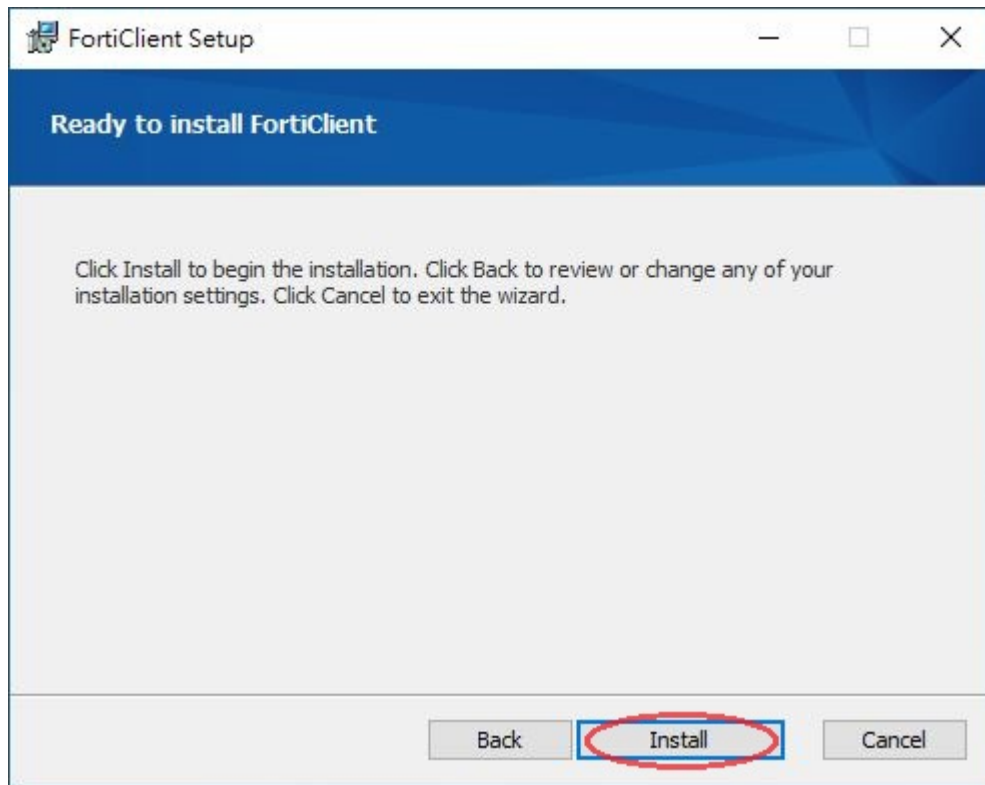 FortiClient Setup
Ready to install FortiClient
Click Install to begin the installation. Click Back to review or change any of your
installation settings. Click Cancel to exit the wizard.
Back Install Cancel